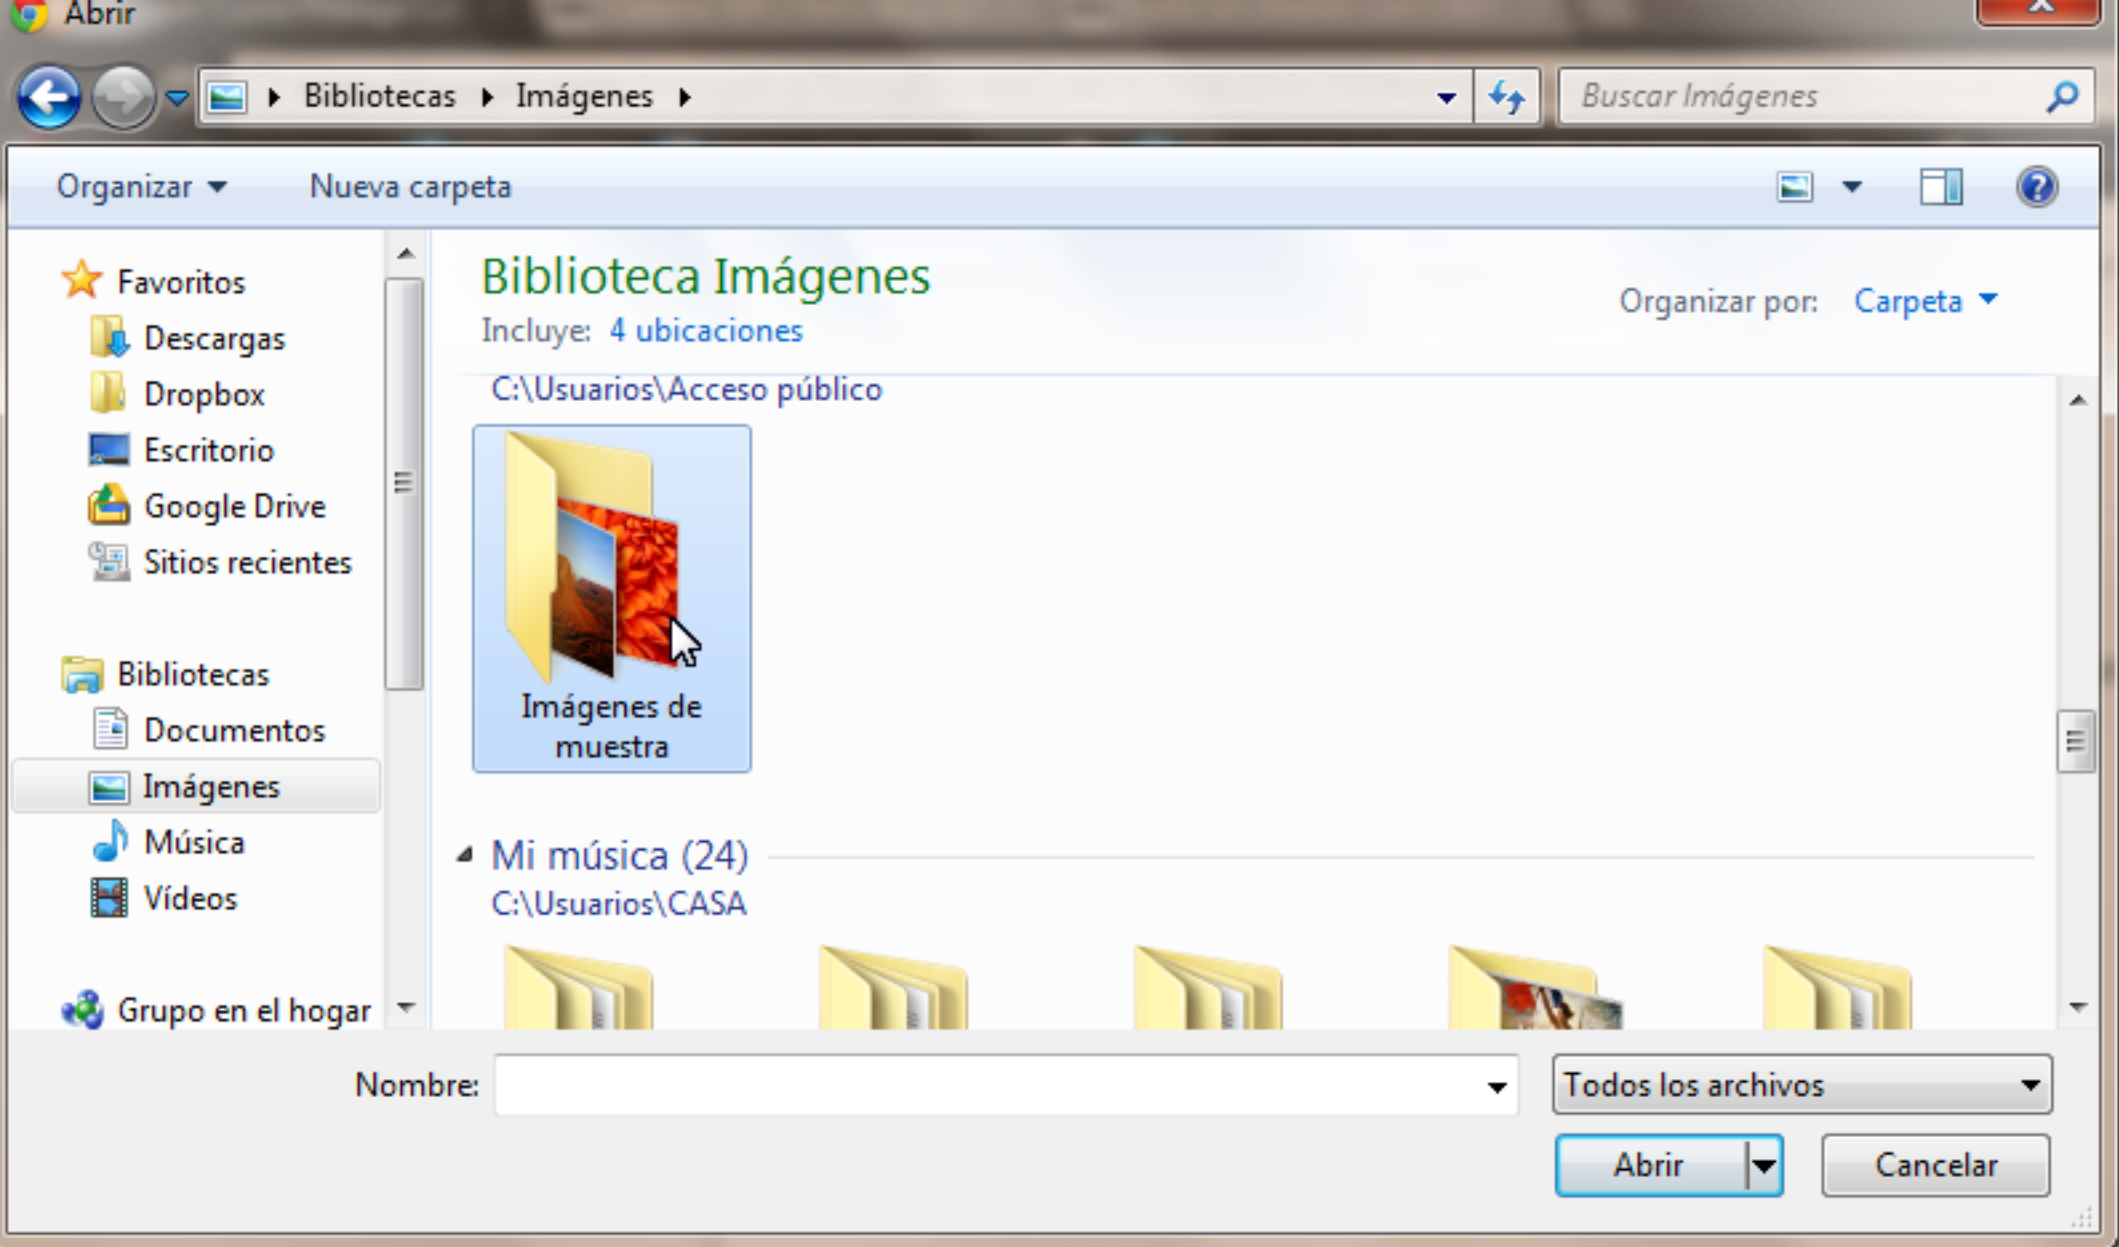 Abrir
Bibliotecas
Imágenes
Buscar Imágenes
Organizar
Nueva carpeta
Favoritos
Descargas
Dropbox
Escritorio
Google Drive
Sitios recientes
Bibliotecas
Documentos
Imágenes
Música
Vídeos
Grupo en el hogar
Biblioteca Imágenes
Incluye: 4 ubicaciones
Organizar por: Carpeta
C:\Usuarios\Acceso público
Imágenes de
muestra
Mi música (24)
C:\Usuarios\CASA
Nombre:
Todos los archivos
Abrir
Cancelar